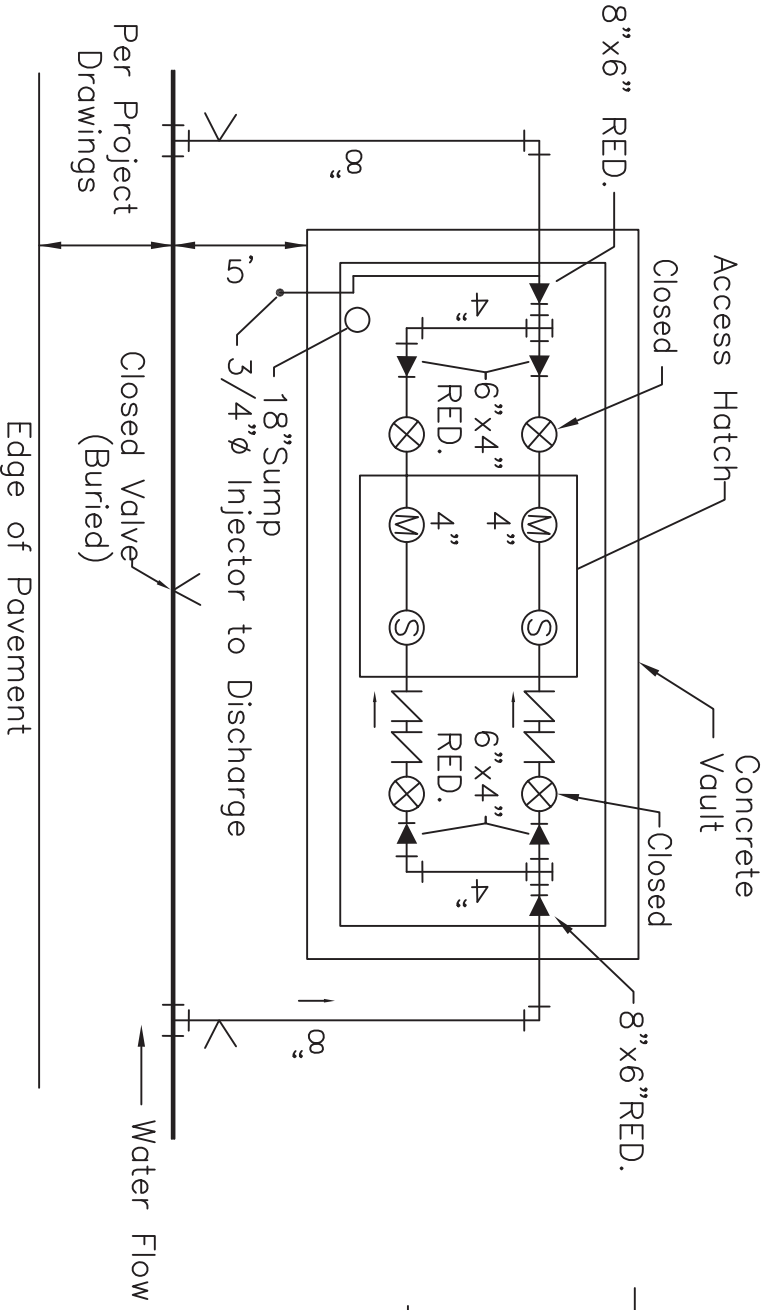 8"x6" RED.
Per Project
Drawings
8"
5'
Access Hatch
Closed
4"
6"x4"
RED.
4"
4"
M
M
S
S
18"Sump
3/4"ø Injector to Discharge
Closed Valve
(Buried)
Edge of Pavement
6"x4"
RED.
4"
Concrete
Vault
Closed
8"x6"RED.
8"
Water Flow